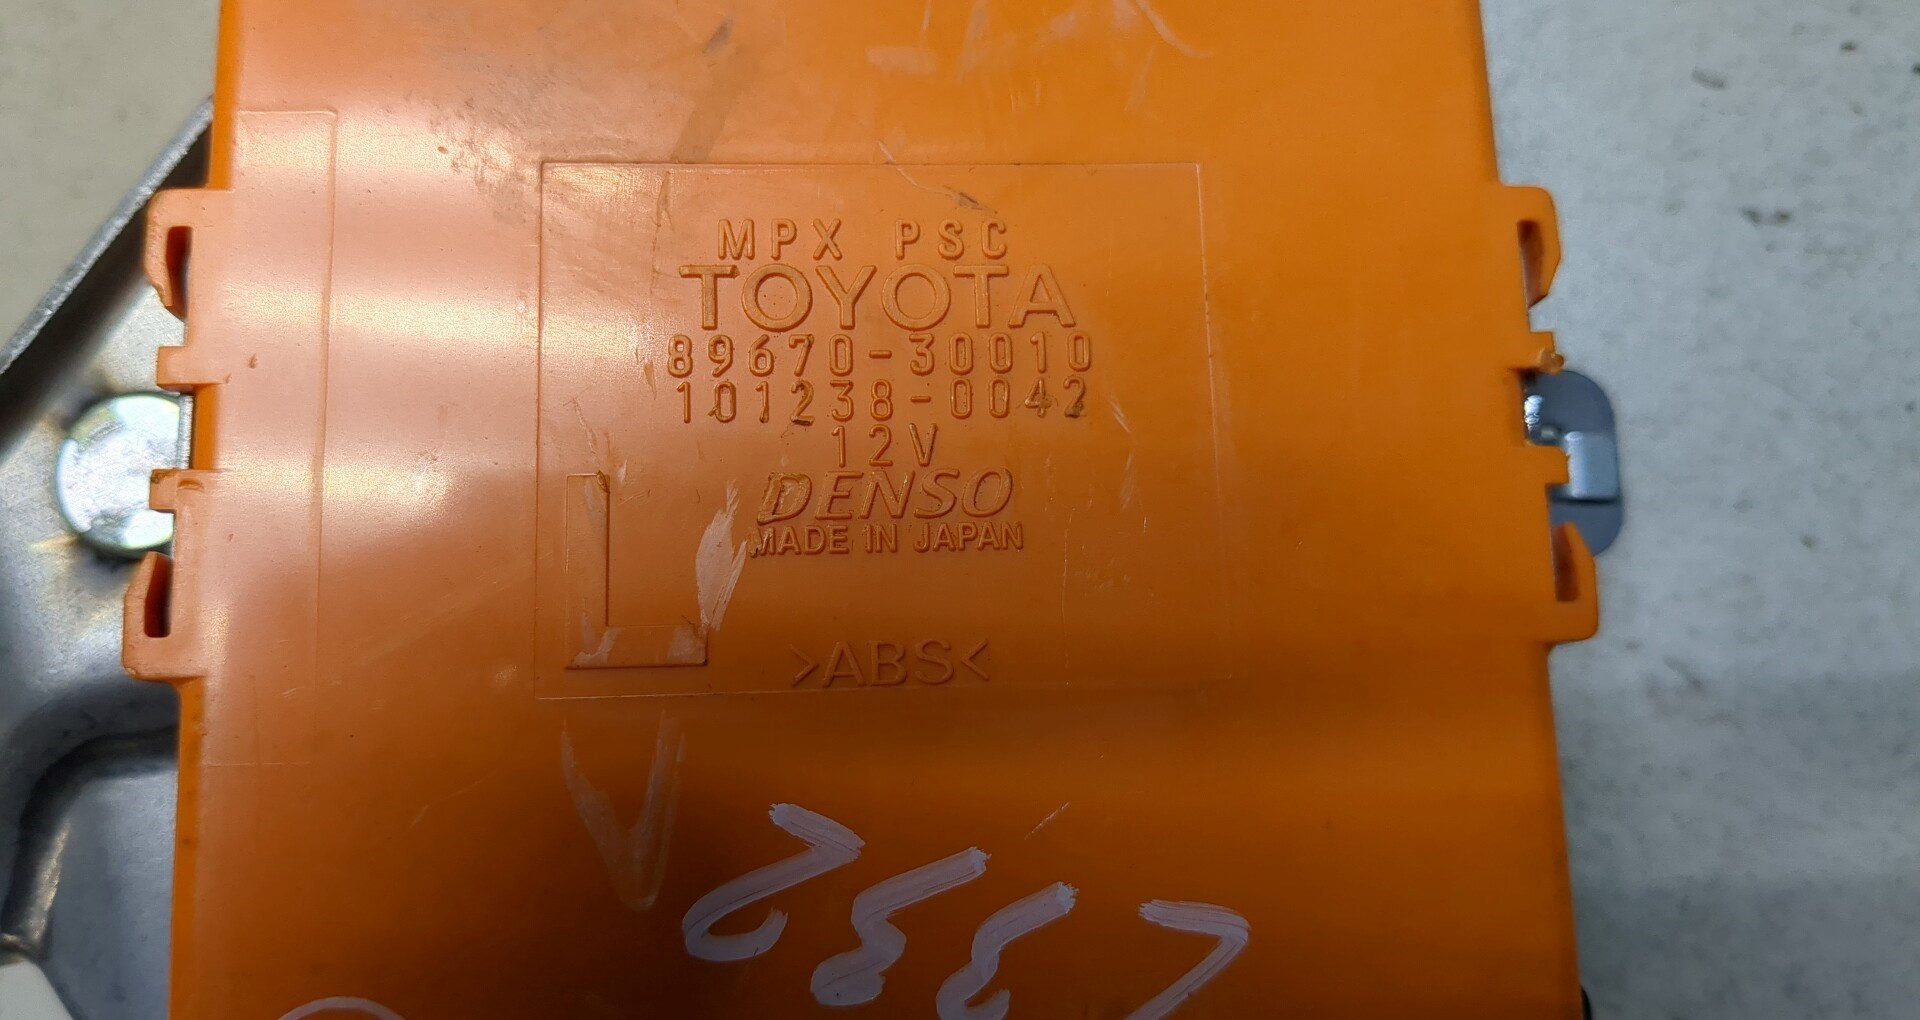 MPX PSC
TOYOTA
89670-30010
101238-0042
12V
DENSO
MADE IN JAPAN
L
>ABS<